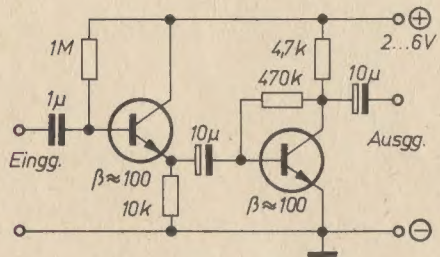 1M
4,7k
2...6V
470k
10µ
1µ
10µ
Eingg.
Ausgg.
β≈100
10k
β≈100